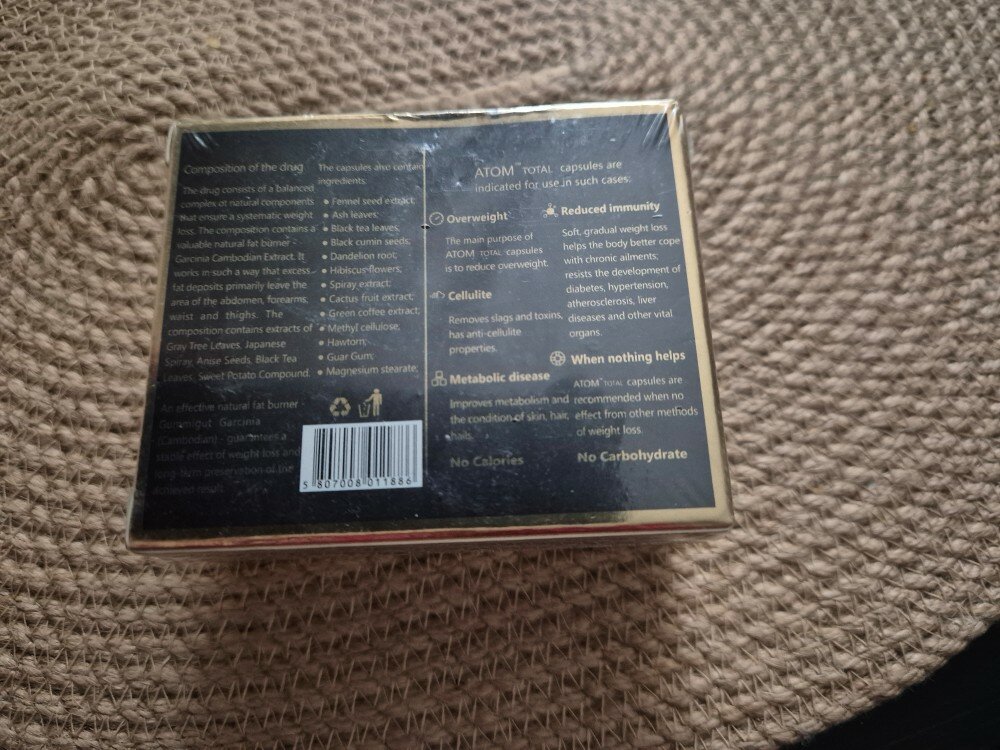 Composition of the drug
The drug consists of a balanced
complex of natural components
that ensure a systematic weight
loss. The composition contains a
valuable natural fat burner -
Garcinia Cambodian Extract. It
works in such a way that excess
fat deposits primarily leave the
area of the abdomen, forearms,
waist and thighs. The
composition contains extracts of
Gray Tree Leaves, Japanese
Spiray, Anise Seeds, Black Tea
Leaves, Sweet Potato Compound.
An effective natural fat burner -
Gummigut Garcinia
(Cambodian) - guarantees a
stable effect of weight loss and
long-term preservation of the
achieved result.
The capsules also contain
ingredients:
• Fennel seed extract;
• Ash leaves;
• Black tea leaves;
• Black cumin seeds;
• Dandelion root;
• Hibiscus flowers;
• Spiray extract;
• Cactus fruit extract;
• Green coffee extract;
• Methyl cellulose;
• Hawtorn;
• Guar Gum;
• Magnesium stearate;
5 807008 011886
ATOM™ TOTAL capsules are
indicated for use in such cases:
Overweight
The main purpose of
ATOM TOTAL capsules
is to reduce overweight.
Cellulite
Removes slags and toxins,
has anti-cellulite
properties.
Metabolic disease
Improves metabolism and
the condition of skin, hair,
nails.
No Calories
Reduced immunity
Soft, gradual weight loss
helps the body better cope
with chronic ailments;
resists the development of
diabetes, hypertension,
atherosclerosis, liver
diseases and other vital
organs.
When nothing helps
ATOM™ TOTAL capsules are
recommended when no
effect from other methods
of weight loss.
No Carbohydrate